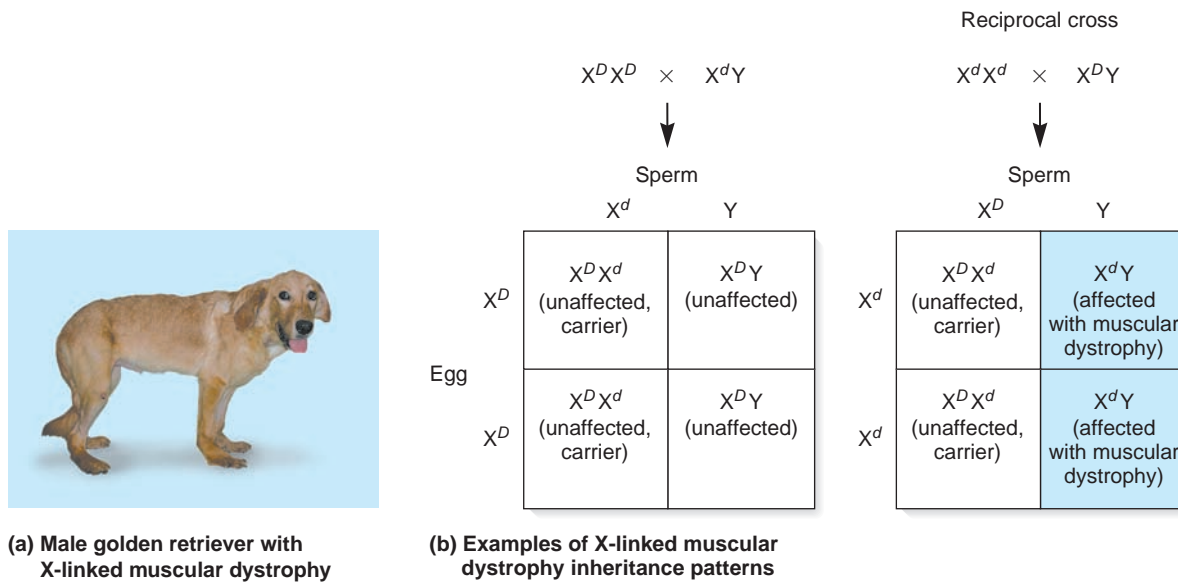 Reciprocal cross
X^D X^D × X^d Y
X^d X^d × X^D Y
Sperm
X^d Y
Egg
X^D
X^D
X^D X^d
(unaffected,
carrier)
X^D Y
(unaffected)
X^D X^d
(unaffected,
carrier)
X^D Y
(unaffected)
Sperm
X^D Y
X^d
X^d
X^D X^d
(unaffected,
carrier)
X^d Y
(affected
with muscular
dystrophy)
X^D X^d
(unaffected,
carrier)
X^d Y
(affected
with muscular
dystrophy)
(a) Male golden retriever with
X-linked muscular dystrophy
(b) Examples of X-linked muscular
dystrophy inheritance patterns